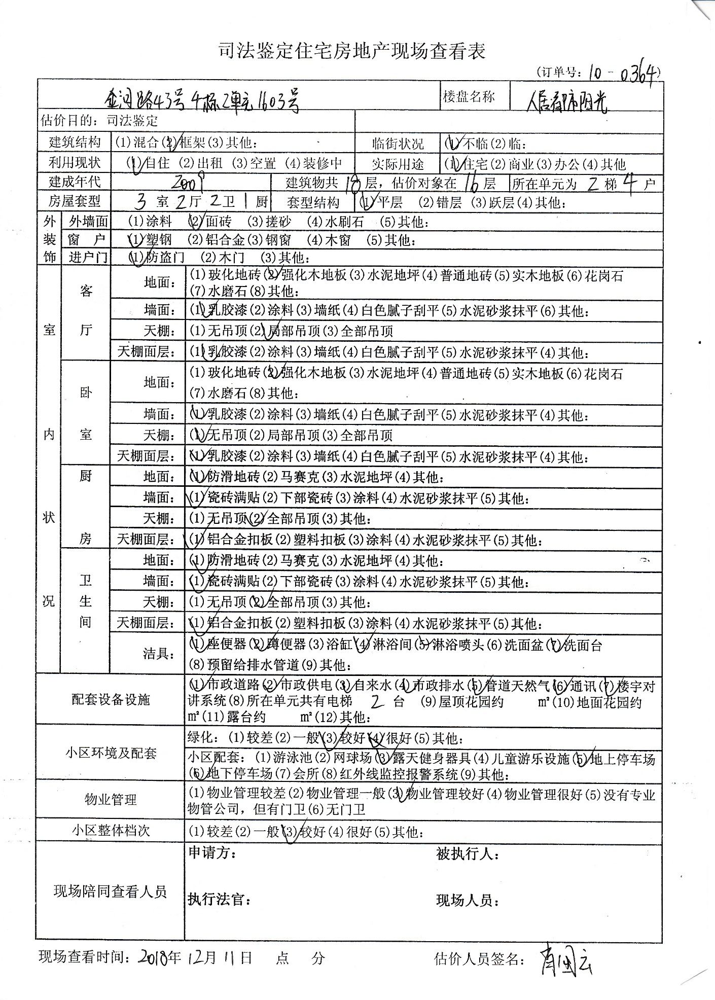 司法鉴定住宅房地产现场查看表
(订单号: 10-0364)
金河路43号4栋2单元1603号 楼盘名称 人居都市阳光
估价目的: 司法鉴定
建筑结构 (1)混合(2)框架(3)其他: 临街状况 (1)不临(2)临:
利用现状 (1)自住 (2)出租 (3)空置 (4)装修中 实际用途 (1)住宅(2)商业(3)办公(4)其他
建成年代 2009 建筑物共 18 层, 估价对象在 16 层 所在单元为 2 梯 4 户
房屋套型 3 室 2 厅 2 卫 1 厨 套型结构 (1)平层 (2)错层 (3)跃层(4)其他:
外装饰 外墙面 (1)涂料 (2)面砖 (3)搓砂 (4)水刷石 (5)其他:
窗 户 (1)塑钢 (2)铝合金(3)钢窗 (4)木窗 (5)其他:
进户门 (1)防盗门 (2)木门 (3)其他:
室内状况 客厅 地面: (1)玻化地砖(2)强化木地板(3)水泥地坪(4)普通地砖(5)实木地板(6)花岗石
(7)水磨石(8)其他:
墙面: (1)乳胶漆(2)涂料(3)墙纸(4)白色腻子刮平(5)水泥砂浆抹平(6)其他:
天棚: (1)无吊顶(2)局部吊顶(3)全部吊顶
天棚面层: (1)乳胶漆(2)涂料(3)墙纸(4)白色腻子刮平(5)水泥砂浆抹平(4)其他:
卧室 地面: (1)玻化地砖(2)强化木地板(3)水泥地坪(4)普通地砖(5)实木地板(6)花岗石
(7)水磨石(8)其他:
墙面: (1)乳胶漆(2)涂料(3)墙纸(4)白色腻子刮平(5)水泥砂浆抹平(4)其他:
天棚: (1)无吊顶(2)局部吊顶(3)全部吊顶
天棚面层: (1)乳胶漆(2)涂料(3)墙纸(4)白色腻子刮平(5)水泥砂浆抹平(4)其他:
厨房 地面: (1)防滑地砖(2)马赛克(3)水泥地坪(4)其他:
墙面: (1)瓷砖满贴(2)下部瓷砖(3)涂料(4)水泥砂浆抹平(5)其他:
天棚: (1)无吊顶(2)全部吊顶(3)其他:
天棚面层: (1)铝合金扣板(2)塑料扣板(3)涂料(4)水泥砂浆抹平(5)其他:
卫生间 地面: (1)防滑地砖(2)马赛克(3)水泥地坪(4)其他:
墙面: (1)瓷砖满贴(2)下部瓷砖(3)涂料(4)水泥砂浆抹平(5)其他:
天棚: (1)无吊顶(2)全部吊顶(3)其他:
天棚面层: (1)铝合金扣板(2)塑料扣板(3)涂料(4)水泥砂浆抹平(5)其他:
洁具: (1)座便器(2)蹲便器(3)浴缸(4)淋浴间(5)淋浴喷头(6)洗面盆(7)洗面台
(8)预留给排水管道(9)其他:
配套设备设施 (1)市政道路(2)市政供电(3)自来水(4)市政排水(5)管道天然气(6)通讯(7)楼宇对
讲系统(8)所在单元共有电梯 2 台 (9)屋顶花园约 m²(10)地面花园约
m²(11)露台约 m²(12)其他:
小区环境及配套 绿化: (1)较差(2)一般(3)较好(4)很好(5)其他:
小区配套: (1)游泳池(2)网球场(3)露天健身器具(4)儿童游乐设施(5)地上停车场
(6)地下停车场(7)会所(8)红外线监控报警系统(9)其他:
物业管理 (1)物业管理较差(2)物业管理一般(3)物业管理较好(4)物业管理很好(5)没有专业
物管公司, 但有门卫(6)无门卫
小区整体档次 (1)较差(2)一般(3)较好(4)很好(5)其他:
现场陪同查看人员 申请方: 被执行人:
执行法官: 现场人员:
现场查看时间: 2018年 12月 11日 点 分 估价人员签名: